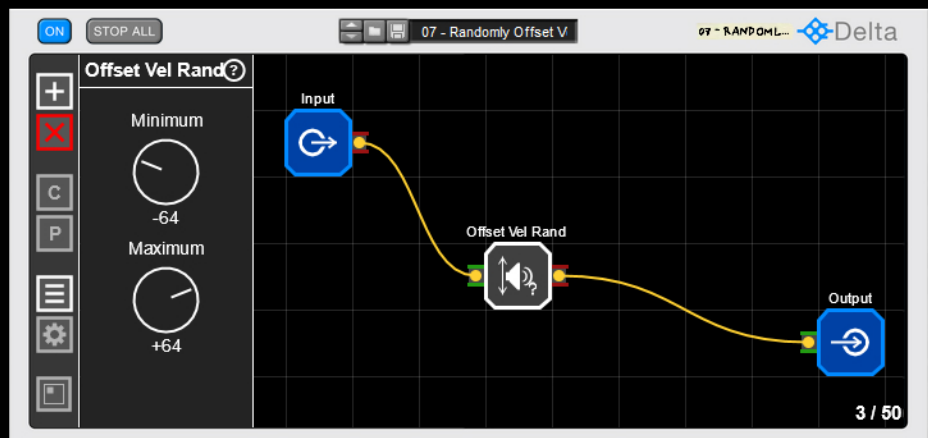 ON
STOP ALL
07 - Randomly Offset V
07 - RANDOML...
Delta
Offset Vel Rand
?
Minimum
-64
Maximum
+64
C
P
Input
Offset Vel Rand
?
Output
3 / 50